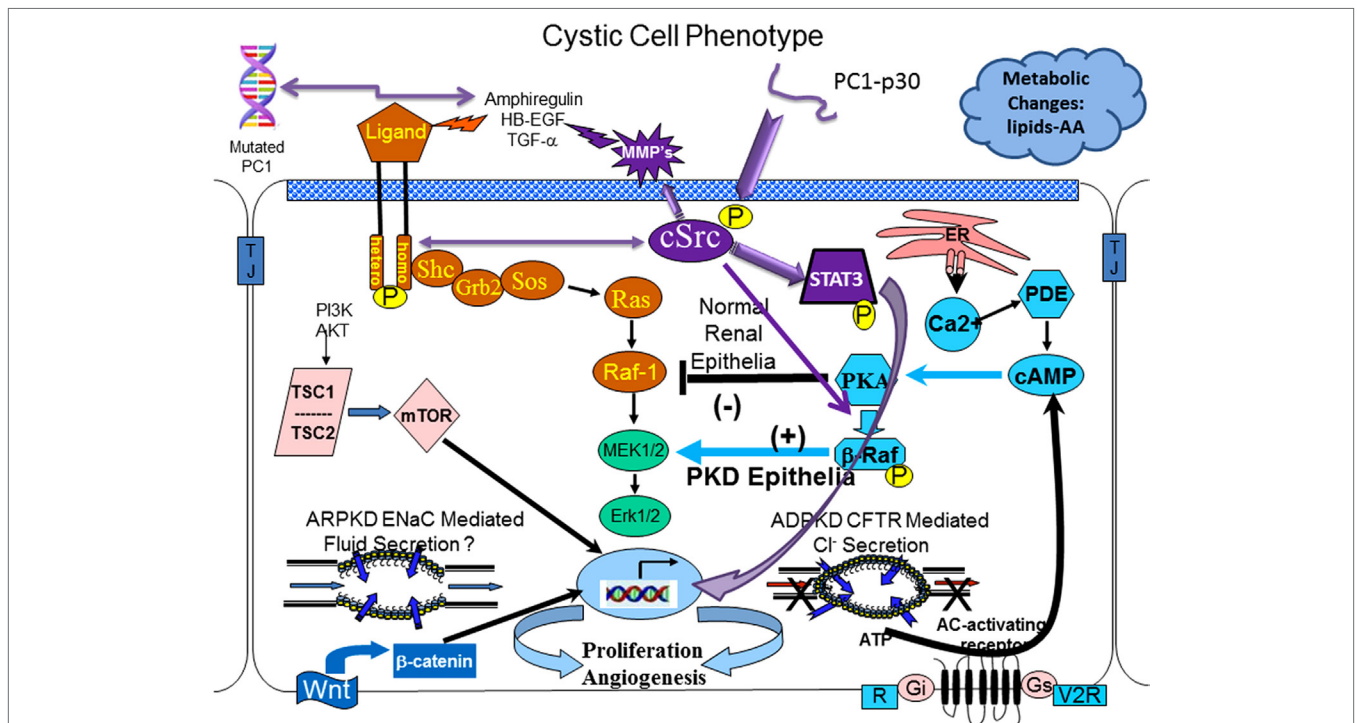 Cystic Cell Phenotype
PC1-p30
Metabolic
Changes:
lipids-AA
Mutated
PC1
Ligand
Amphiregulin
HB-EGF
TGF-α
MMP's
TJ
TJ
hetero
homo
P
Shc
Grb2
Sos
Ras
cSrc
P
STAT3
P
ER
Ca2+
PDE
cAMP
PI3K
AKT
TSC1
-------
TSC2
mTOR
Raf-1
Normal
Renal
Epithelia
(-)
PKA
MEK1/2
(+)
β-Raf
P
PKD Epithelia
Erk1/2
ARPKD ENaC Mediated
Fluid Secretion ?
ADPKD CFTR Mediated
Cl⁻ Secretion
X
X
ATP
AC-activating
receptor
β-catenin
Wnt
Proliferation
Angiogenesis
R
Gi
Gs
V2R